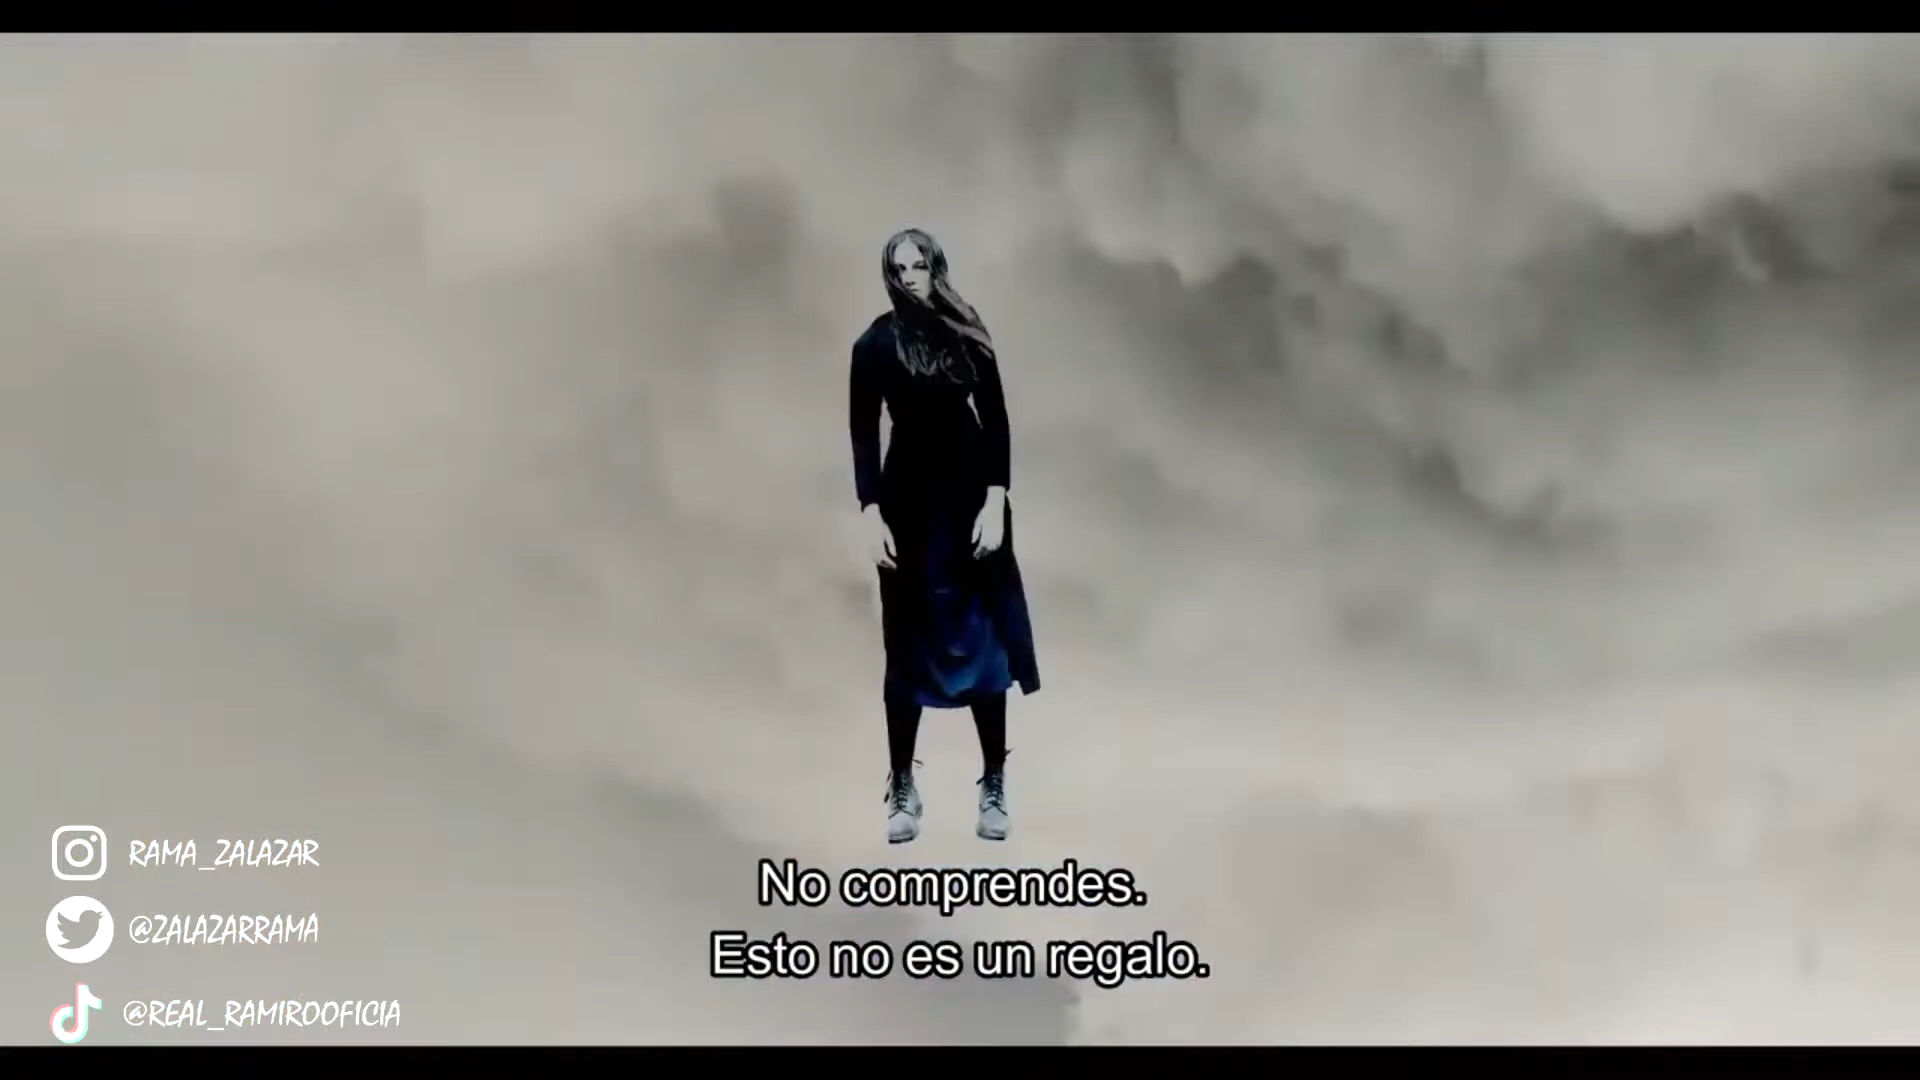 RAMA_ZALAZAR
@ZALAZARRAMA
@REAL_RAMIROOFICIA
No comprendes.
Esto no es un regalo.